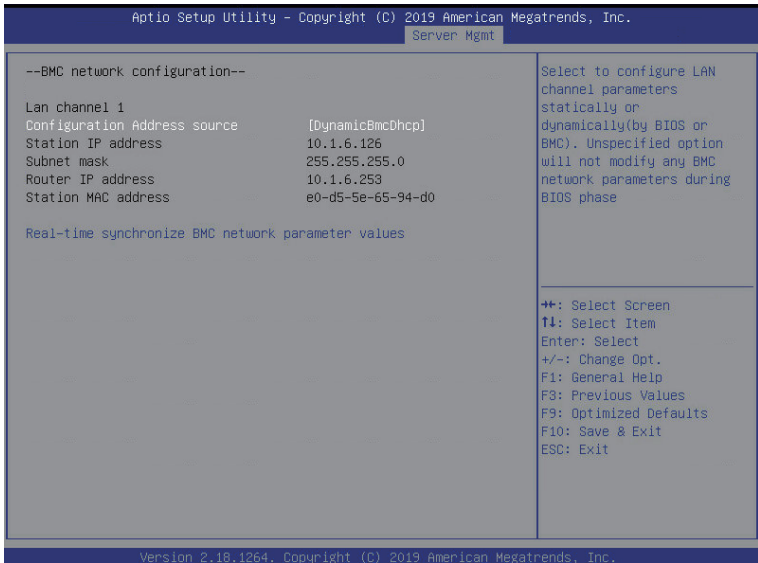 Aptio Setup Utility – Copyright (C) 2019 American Megatrends, Inc.
Server Mgmt
--BMC network configuration--
Lan channel 1
Configuration Address source [DynamicBmcDhcp]
Station IP address 10.1.6.126
Subnet mask 255.255.255.0
Router IP address 10.1.6.253
Station MAC address e0-d5-5e-65-94-d0
Real-time synchronize BMC network parameter values
Select to configure LAN
channel parameters
statically or
dynamically(by BIOS or
BMC). Unspecified option
will not modify any BMC
network parameters during
BIOS phase
→←: Select Screen
↑↓: Select Item
Enter: Select
+/-: Change Opt.
F1: General Help
F3: Previous Values
F9: Optimized Defaults
F10: Save & Exit
ESC: Exit
Version 2.18.1264. Copyright (C) 2019 American Megatrends, Inc.